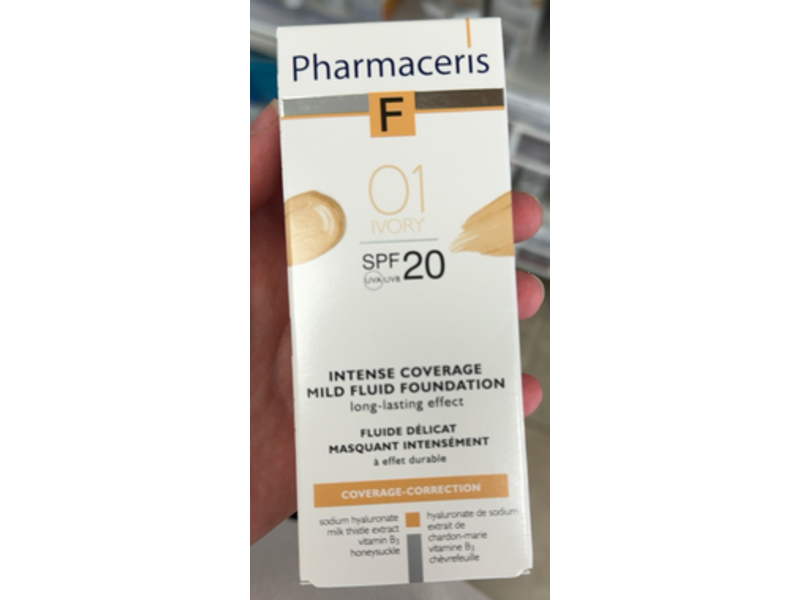 Pharmaceris
F
01
IVORY
SPF 20
UVA UVB
INTENSE COVERAGE
MILD FLUID FOUNDATION
long-lasting effect
FLUIDE DÉLICAT
MASQUANT INTENSÉMENT
à effet durable
COVERAGE-CORRECTION
sodium hyaluronate
milk thistle extract
vitamin B3
honeysuckle
hyaluronate de sodium
extrait de
chardon-marie
vitamine B3
chèvrefeuille